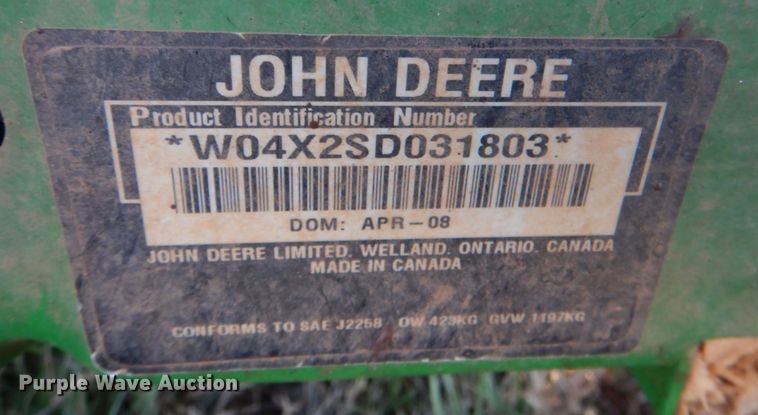 JOHN DEERE
Product Identification Number
*W04X2SD031803*
DOM: APR-08
JOHN DEERE LIMITED. WELLAND. ONTARIO. CANADA
MADE IN CANADA
CONFORMS TO SAE J2258 OW 423KG GVW 1197KG
Purple Wave Auction